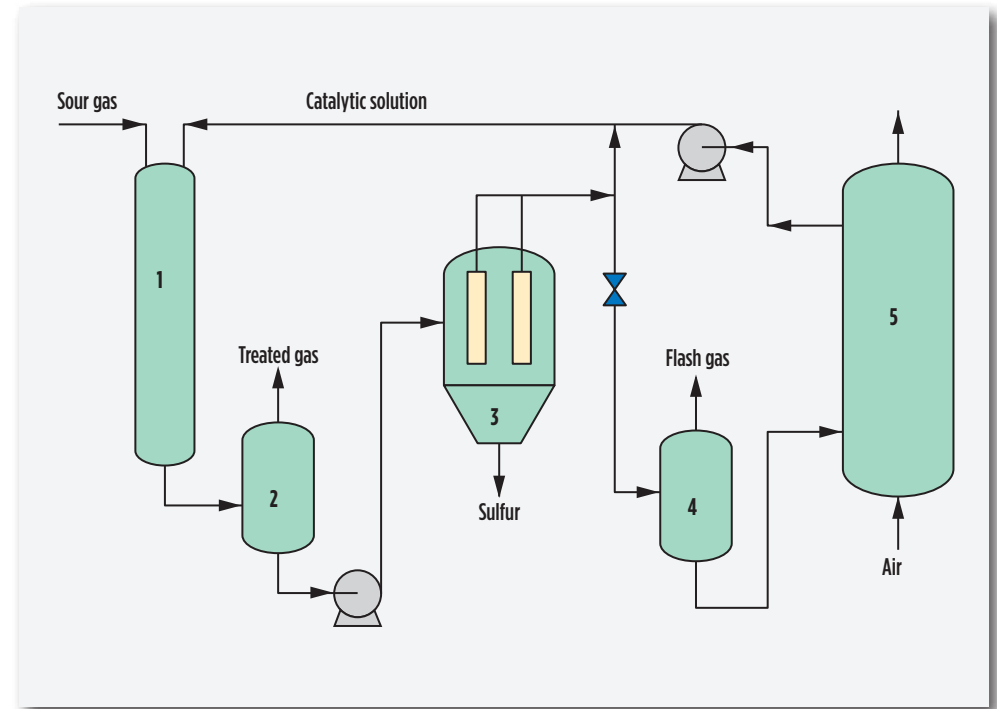 Sour gas
Catalytic solution
1
5
Treated gas
Flash gas
3
2
4
Sulfur
Air